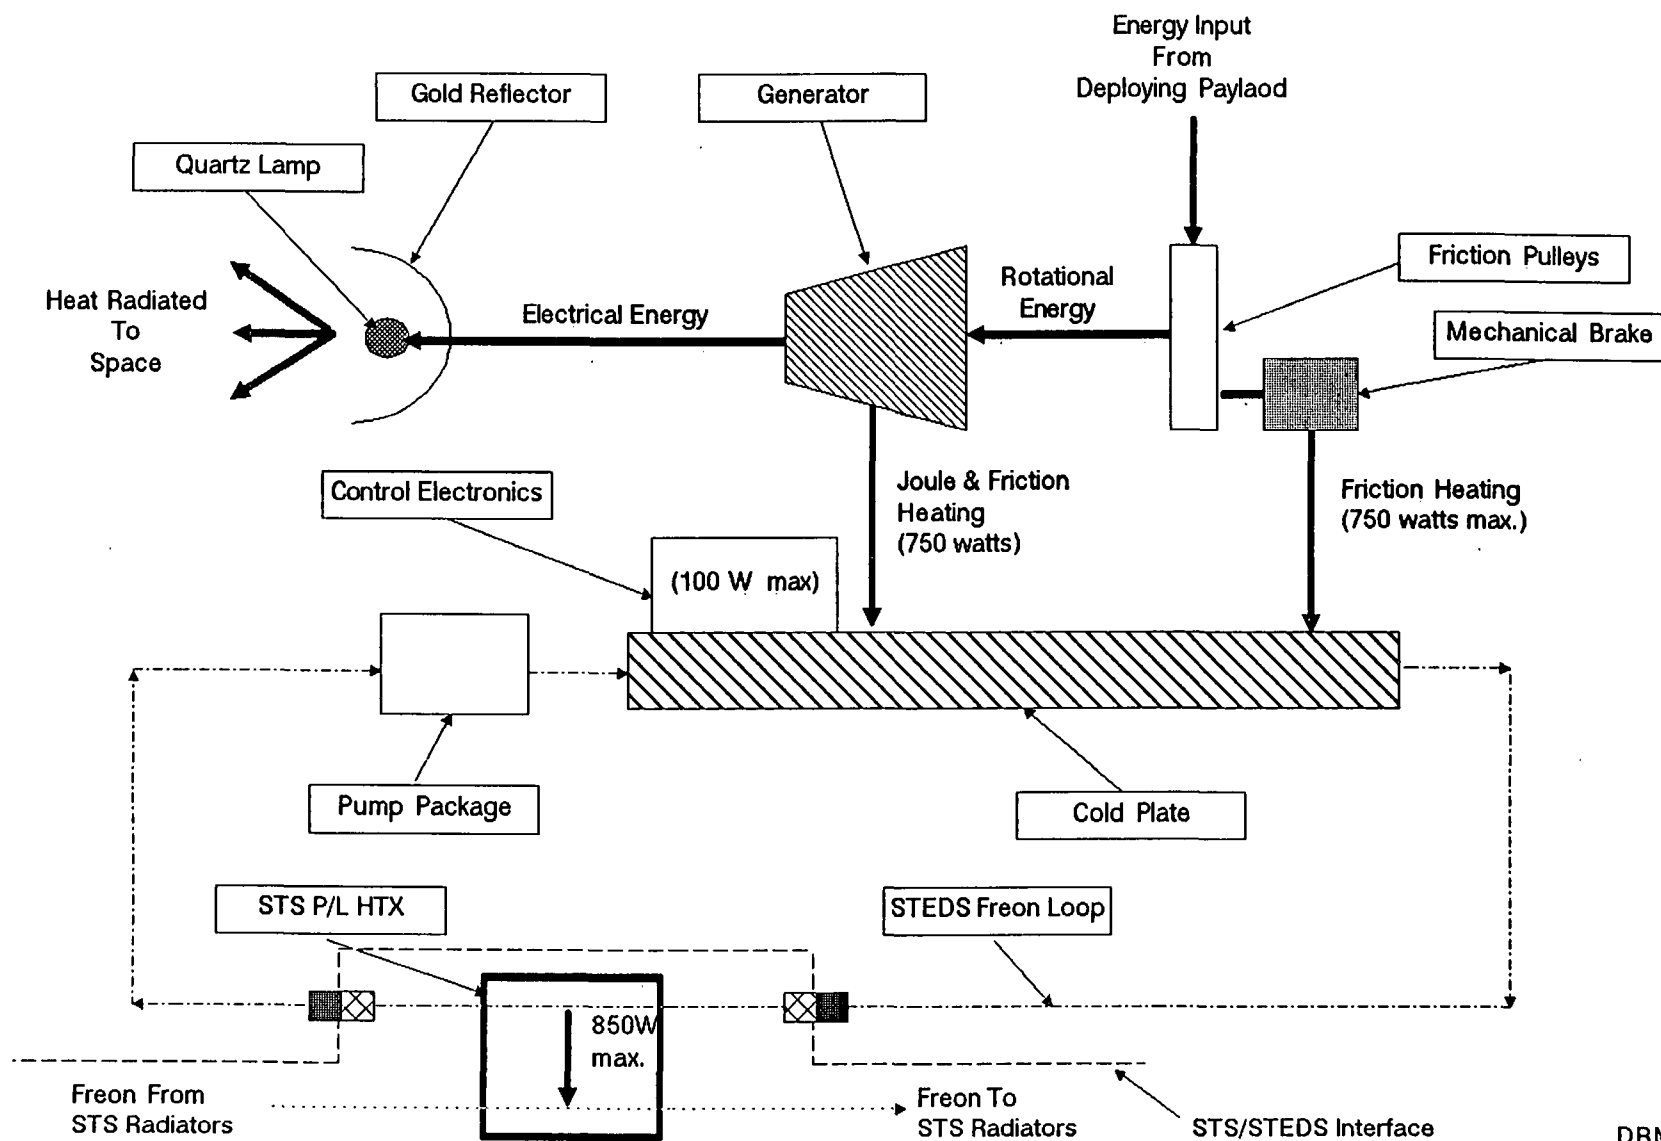 Energy Input
From
Deploying Paylaod
Gold Reflector
Generator
Quartz Lamp
Friction Pulleys
Rotational
Energy
Heat Radiated
To
Space
Electrical Energy
Mechanical Brake
Control Electronics
Joule & Friction
Heating
(750 watts)
Friction Heating
(750 watts max.)
(100 W max)
Pump Package
Cold Plate
STS P/L HTX
STEDS Freon Loop
850W
max.
Freon From
STS Radiators
Freon To
STS Radiators
STS/STEDS Interface